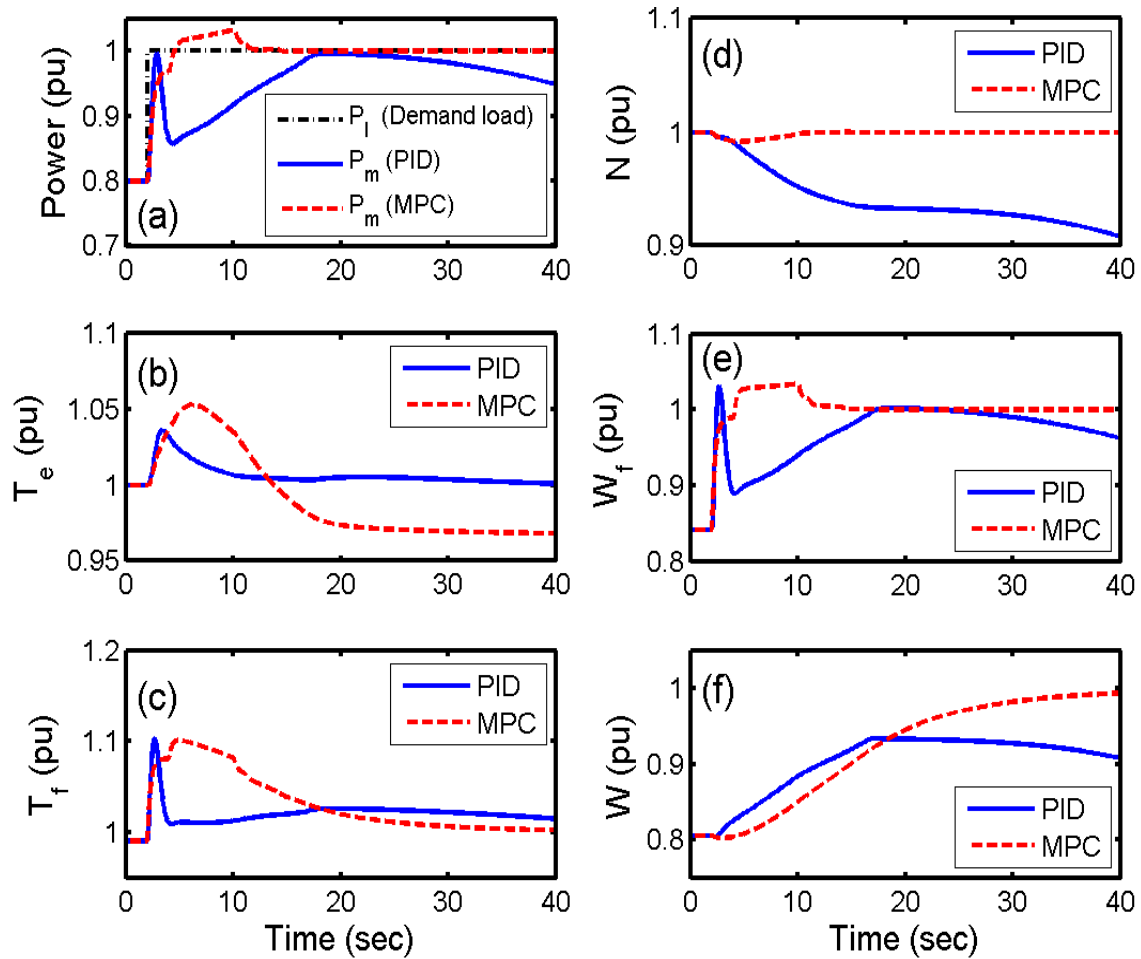 Power (pu)
1
0.9
0.8
0.7
(a)
P_l (Demand load)
P_m (PID)
P_m (MPC)
0 10 20 30 40
N (pu)
1.1
1
0.9
(d)
PID
MPC
0 10 20 30 40
T_e (pu)
1.1
1.05
1
0.95
(b)
PID
MPC
0 10 20 30 40
W_f (pu)
1.1
1
0.9
0.8
(e)
PID
MPC
0 10 20 30 40
T_f (pu)
1.2
1.1
1
(c)
PID
MPC
0 10 20 30 40
Time (sec)
W (pu)
1
0.9
0.8
(f)
PID
MPC
0 10 20 30 40
Time (sec)